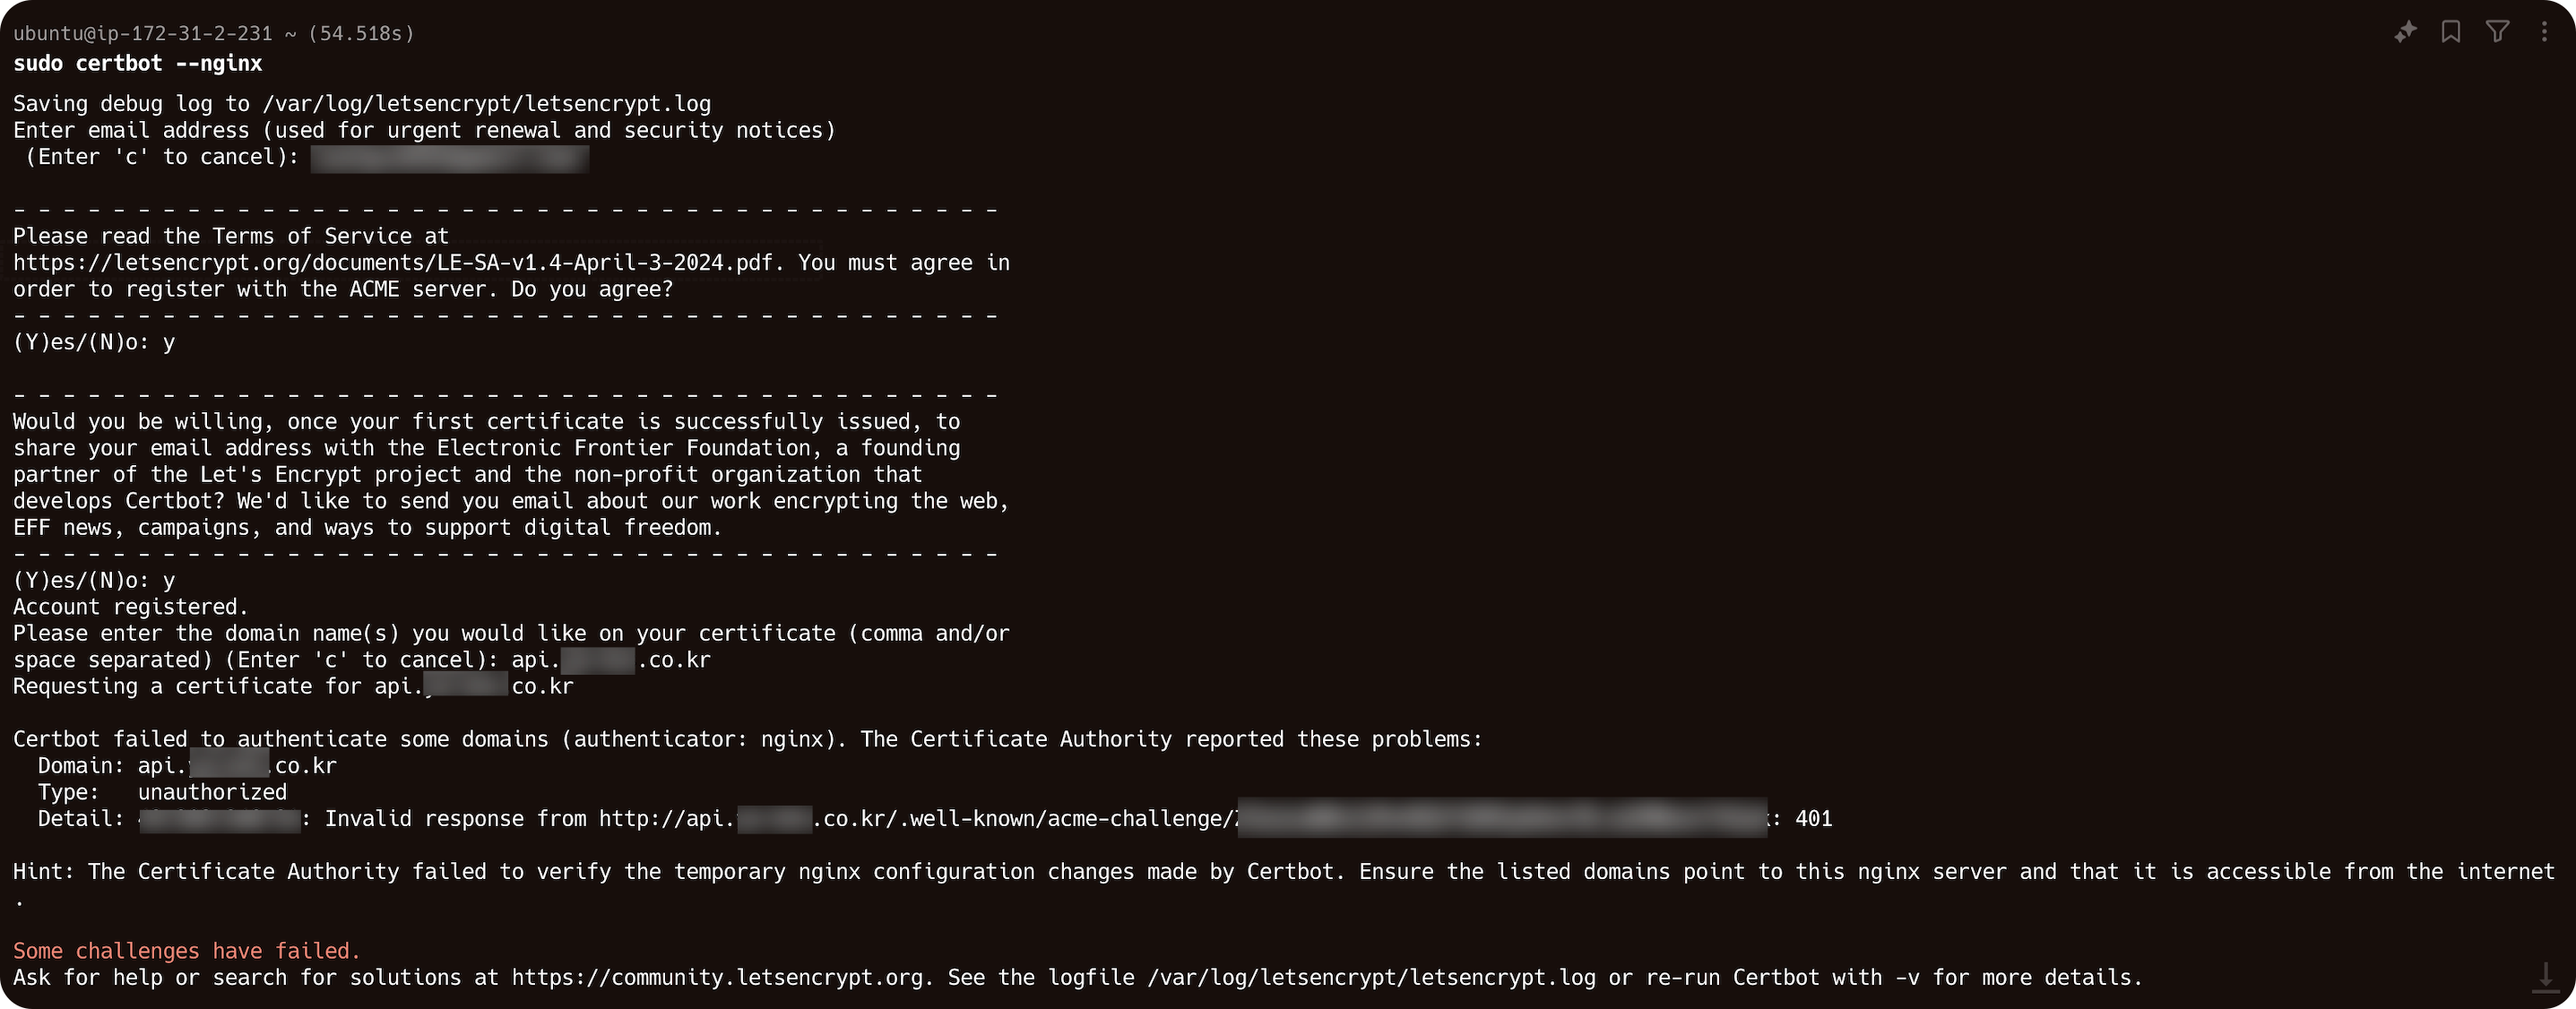 ubuntu@ip-172-31-2-231 ~ (54.518s)
sudo certbot --nginx
Saving debug log to /var/log/letsencrypt/letsencrypt.log
Enter email address (used for urgent renewal and security notices)
(Enter 'c' to cancel):
- - - - - - - - - - - - - - - - - - - - - - - - - - - - - - - - - - - - - - - -
Please read the Terms of Service at
https://letsencrypt.org/documents/LE-SA-v1.4-April-3-2024.pdf. You must agree in
order to register with the ACME server. Do you agree?
- - - - - - - - - - - - - - - - - - - - - - - - - - - - - - - - - - - - - - - -
(Y)es/(N)o: y
- - - - - - - - - - - - - - - - - - - - - - - - - - - - - - - - - - - - - - - -
Would you be willing, once your first certificate is successfully issued, to
share your email address with the Electronic Frontier Foundation, a founding
partner of the Let's Encrypt project and the non-profit organization that
develops Certbot? We'd like to send you email about our work encrypting the web,
EFF news, campaigns, and ways to support digital freedom.
- - - - - - - - - - - - - - - - - - - - - - - - - - - - - - - - - - - - - - - -
(Y)es/(N)o: y
Account registered.
Please enter the domain name(s) you would like on your certificate (comma and/or
space separated) (Enter 'c' to cancel): api. .co.kr
Requesting a certificate for api. co.kr
Certbot failed to authenticate some domains (authenticator: nginx). The Certificate Authority reported these problems:
Domain: api. .co.kr
Type: unauthorized
Detail: : Invalid response from http://api. .co.kr/.well-known/acme-challenge/ : 401
Hint: The Certificate Authority failed to verify the temporary nginx configuration changes made by Certbot. Ensure the listed domains point to this nginx server and that it is accessible from the internet
.
Some challenges have failed.
Ask for help or search for solutions at https://community.letsencrypt.org. See the logfile /var/log/letsencrypt/letsencrypt.log or re-run Certbot with -v for more details.